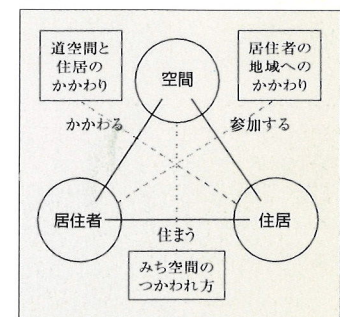 道空間と
住居の
かかわり
空間
居住者の
地域への
かかわり
かかわる
参加する
居住者
住まう
住居
みち空間の
つかわれ方